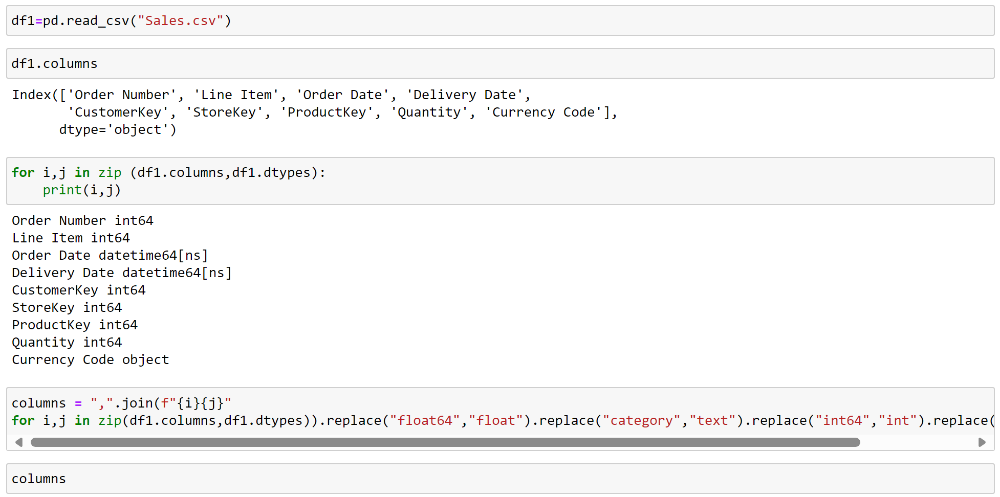 df1=pd.read_csv("Sales.csv")
df1.columns
Index(['Order Number', 'Line Item', 'Order Date', 'Delivery Date',
       'CustomerKey', 'StoreKey', 'ProductKey', 'Quantity', 'Currency Code'],
      dtype='object')
for i,j in zip (df1.columns,df1.dtypes):
    print(i,j)
Order Number int64
Line Item int64
Order Date datetime64[ns]
Delivery Date datetime64[ns]
CustomerKey int64
StoreKey int64
ProductKey int64
Quantity int64
Currency Code object
columns = ",".join(f"{i}{j}"
for i,j in zip(df1.columns,df1.dtypes)).replace("float64","float").replace("category","text").replace("int64","int").replace(
columns